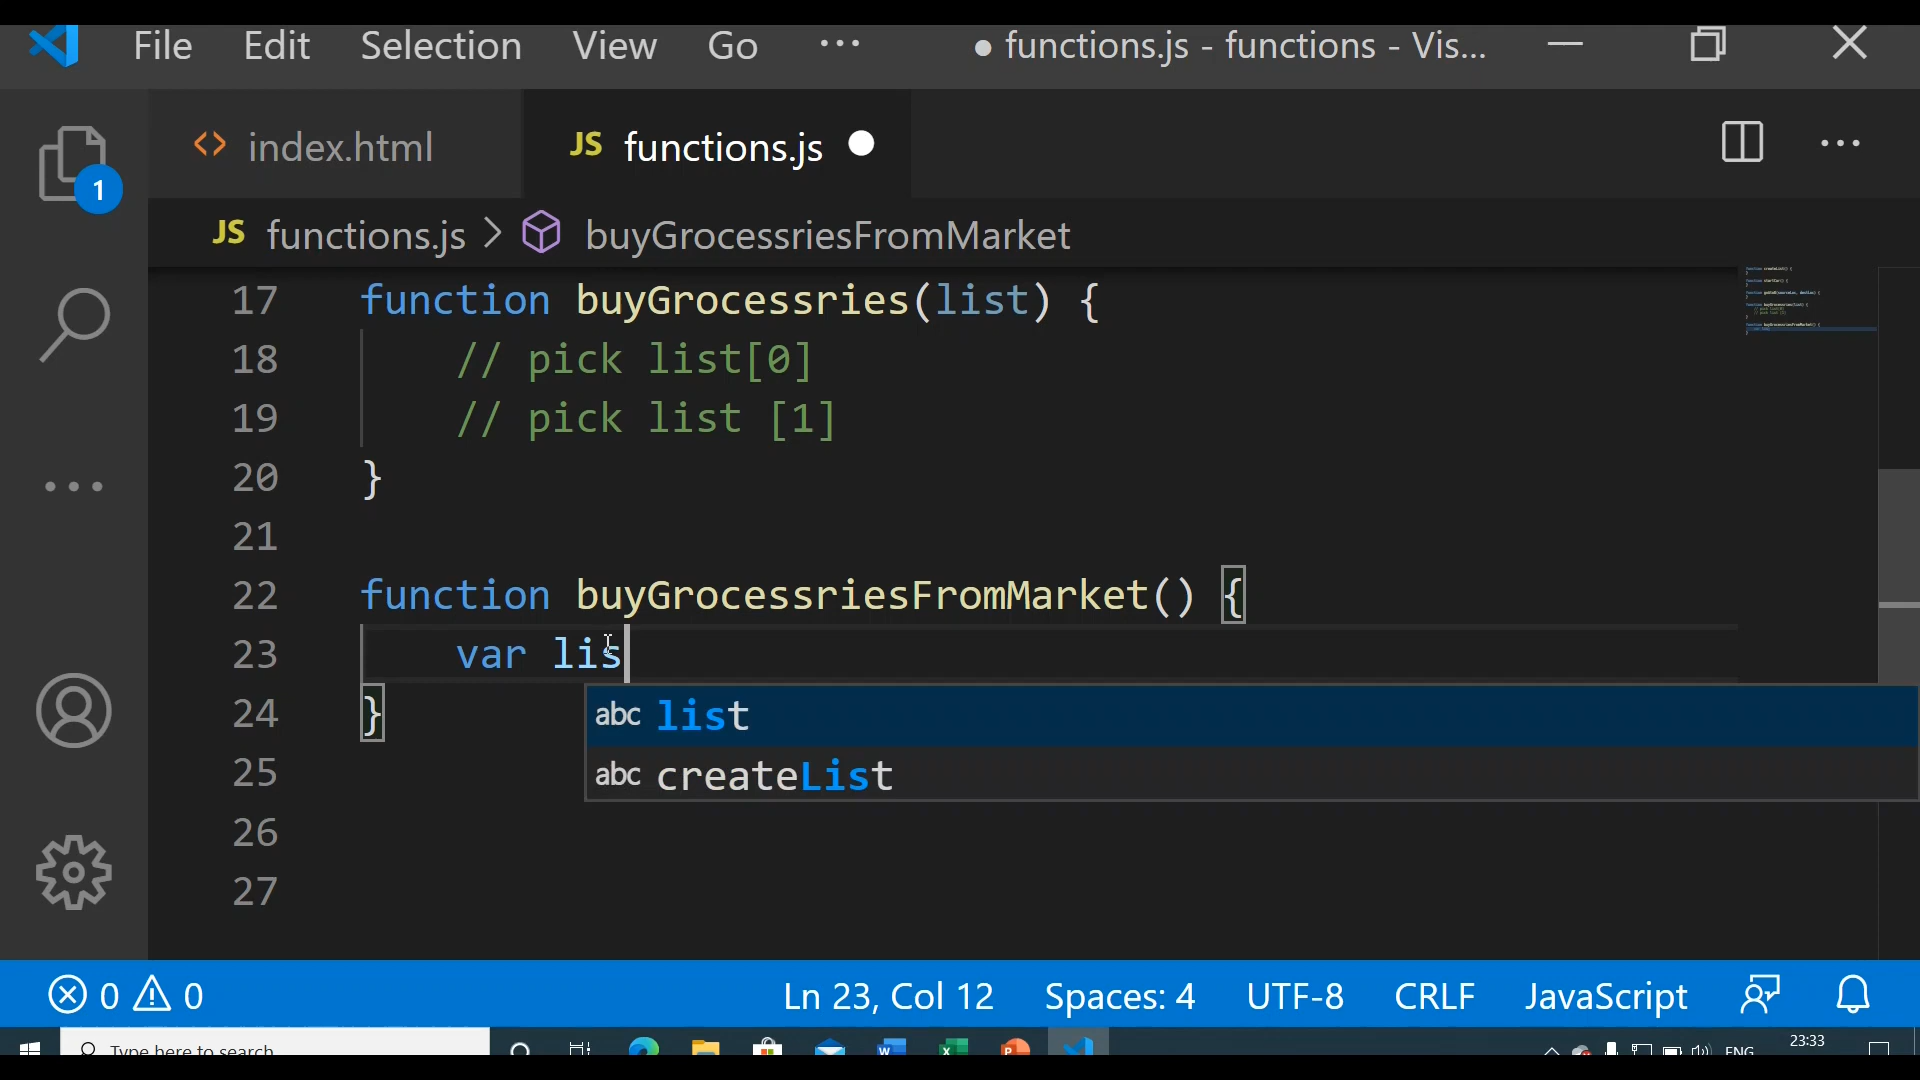 File Edit Selection View Go ··· ● functions.js - functions - Vis...
<> index.html JS functions.js ● ···
1
JS functions.js > buyGrocessriesFromMarket
17 function buyGrocessries(list) {
18 // pick list[0]
19 // pick list [1]
20 }
21
22 function buyGrocessriesFromMarket() {
23 var lis
24 }
abc list
25
abc createList
26
27
0 0 Ln 23, Col 12 Spaces: 4 UTF-8 CRLF JavaScript
Type here to search ENG 23:33